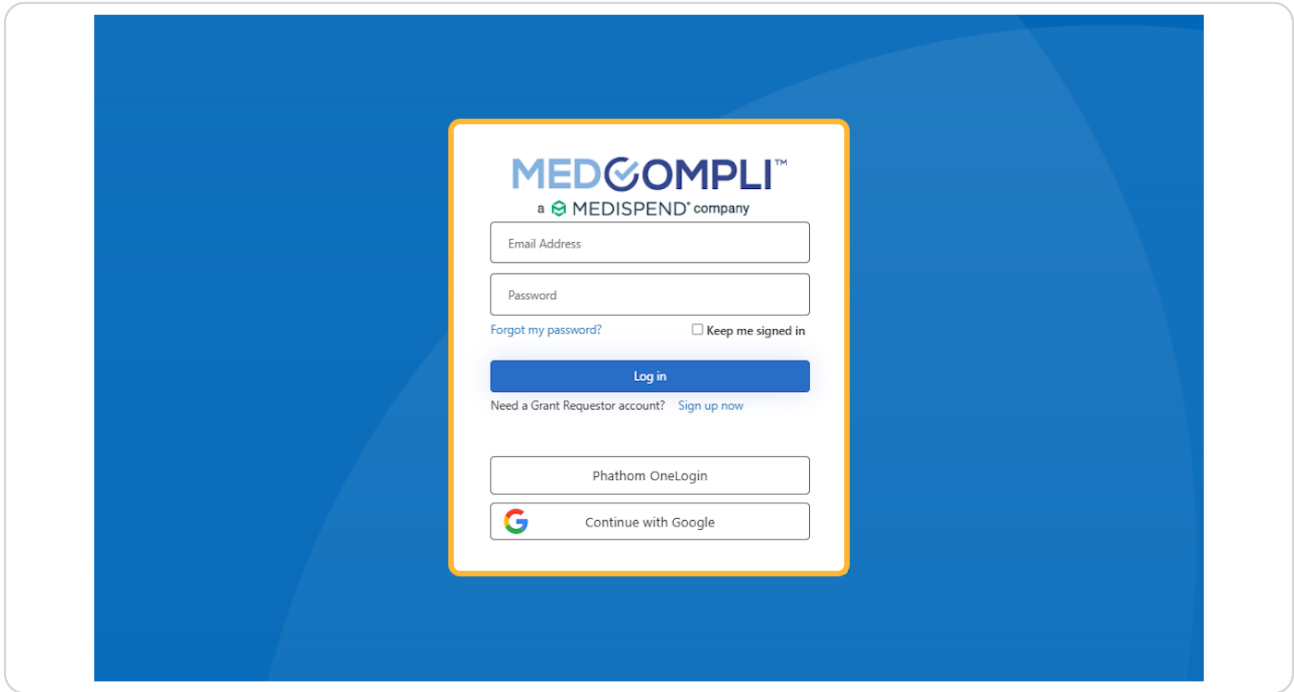 MEDCOMPLI™
a MEDISPEND® company
Email Address
Password
Forgot my password? Keep me signed in
Log in
Need a Grant Requestor account? Sign up now
Phathom OneLogin
Continue with Google